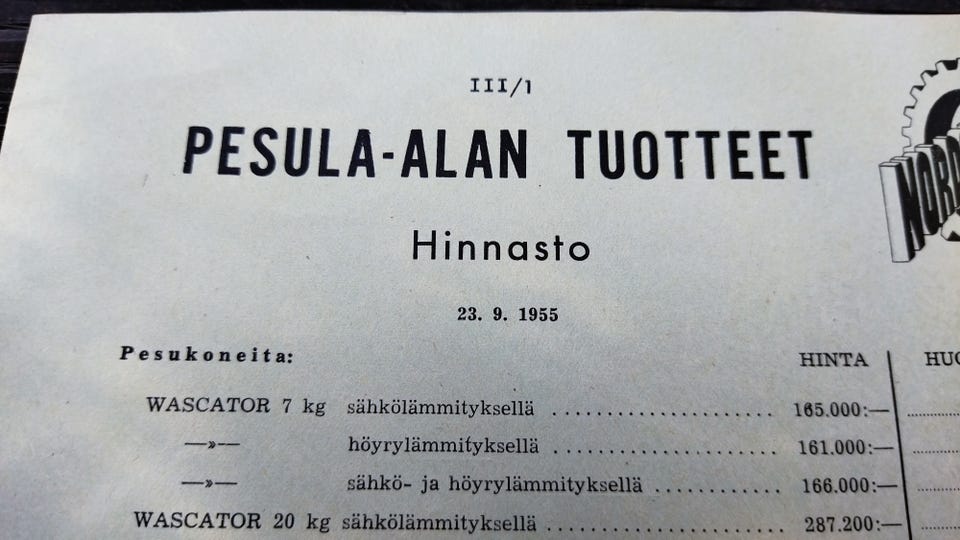 III/1
PESULA-ALAN TUOTTEET
Hinnasto
23. 9. 1955
Pesukoneita: HINTA
WASCATOR 7 kg sähkölämmityksellä .................... 165.000:—
—»— höyrylämmityksellä .................... 161.000:—
—»— sähkö- ja höyrylämmityksellä ............ 166.000:—
WASCATOR 20 kg sähkölämmityksellä ..................... 287.200:—